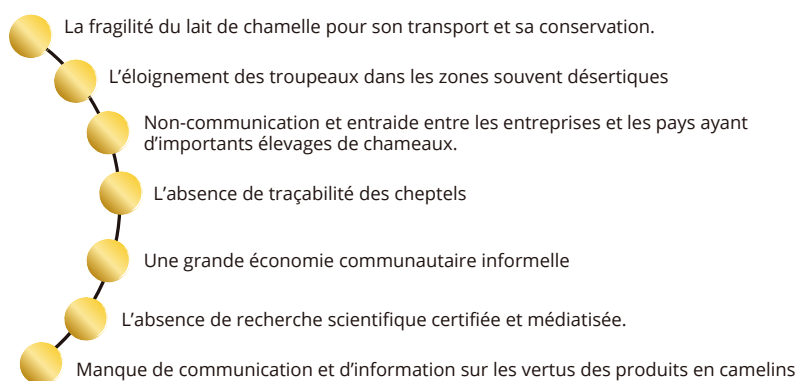 La fragilité du lait de chamelle pour son transport et sa conservation.
L’éloignement des troupeaux dans les zones souvent désertiques
Non-communication et entraide entre les entreprises et les pays ayant
d’importants élevages de chameaux.
L’absence de traçabilité des cheptels
Une grande économie communautaire informelle
L’absence de recherche scientifique certifiée et médiatisée.
Manque de communication et d’information sur les vertus des produits en camelins